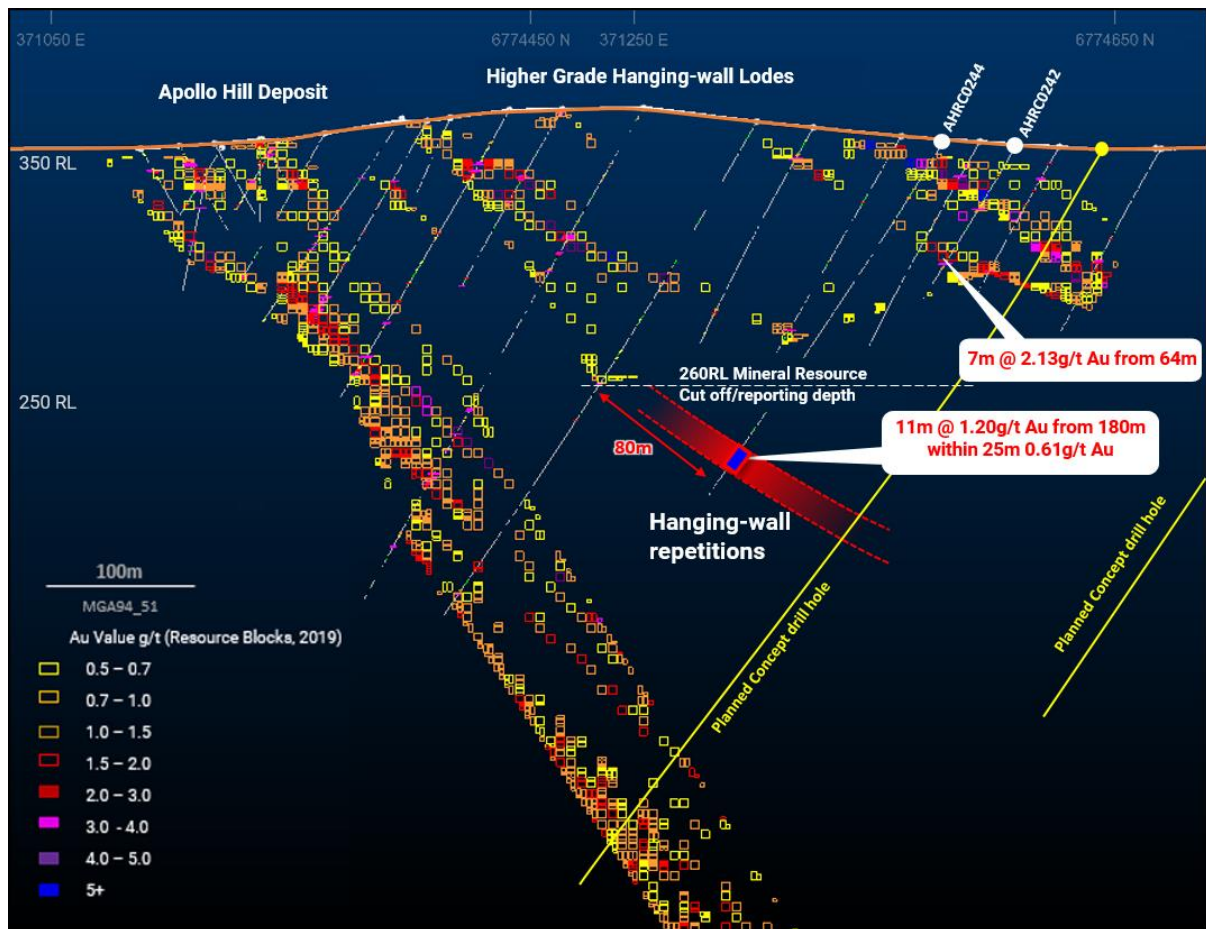 371050 E
6774450 N
371250 E
6774650 N
Apollo Hill Deposit
Higher Grade Hanging-wall Lodes
AHRC0244
AHRC0242
350 RL
7m @ 2.13g/t Au from 64m
260RL Mineral Resource
Cut off/reporting depth
250 RL
11m @ 1.20g/t Au from 180m
within 25m 0.61g/t Au
80m
Hanging-wall
repetitions
Planned Concept drill hole
Planned Concept drill hole
100m
MGA94_51
Au Value g/t (Resource Blocks, 2019)
0.5 – 0.7
0.7 – 1.0
1.0 – 1.5
1.5 – 2.0
2.0 – 3.0
3.0 - 4.0
4.0 – 5.0
5+